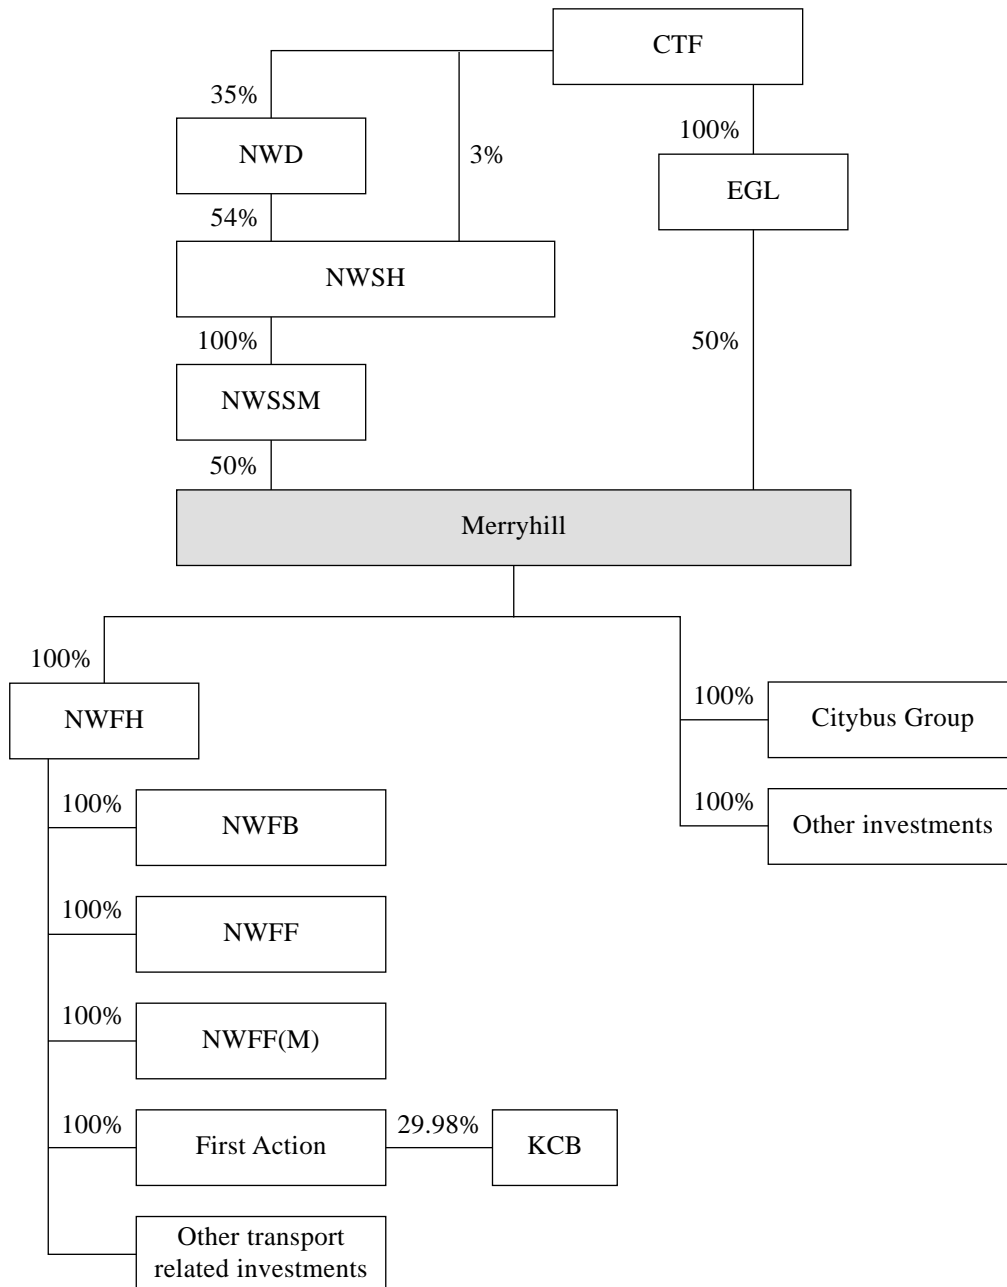 CTF
35%
100%
NWD
3%
EGL
54%
NWSH
100%
50%
NWSSM
50%
Merryhill
100%
NWFH
100%
Citybus Group
100%
NWFB
100%
Other investments
100%
NWFF
100%
NWFF(M)
100%
First Action
29.98%
KCB
Other transport
related investments